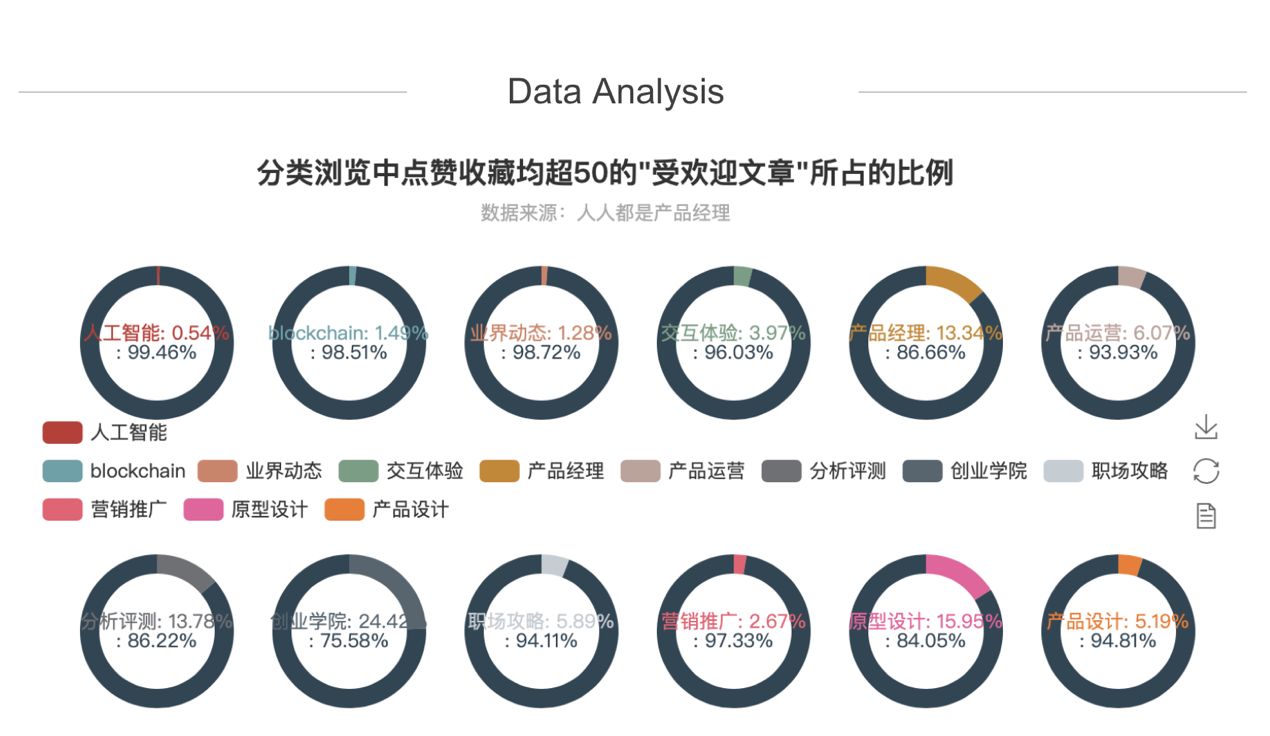 Data Analysis
分类浏览中点赞收藏均超50的"受欢迎文章"所占的比例
数据来源：人人都是产品经理
人工智能: 0.54%
: 99.46%
blockchain: 1.49%
: 98.51%
业界动态: 1.28%
: 98.72%
交互体验: 3.97%
: 96.03%
产品经理: 13.34%
: 86.66%
产品运营: 6.07%
: 93.93%
人工智能
blockchain 业界动态 交互体验 产品经理 产品运营 分析评测 创业学院 职场攻略
营销推广 原型设计 产品设计
分析评测: 13.78%
: 86.22%
创业学院: 24.42%
: 75.58%
职场攻略: 5.89%
: 94.11%
营销推广: 2.67%
: 97.33%
原型设计: 15.95%
: 84.05%
产品设计: 5.19%
: 94.81%